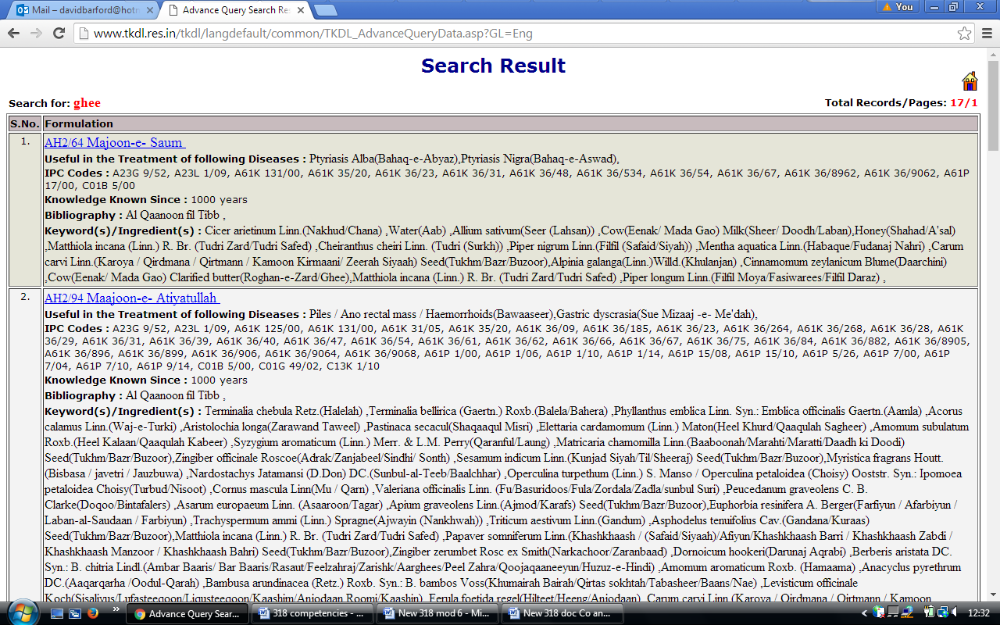 Mail – davidbarford@hotm
Advance Query Search Res
You
www.tkdl.res.in/tkdl/langdefault/common/TKDL_AdvanceQueryData.asp?GL=Eng
Search Result
Search for: ghee
Total Records/Pages: 17/1
S.No. Formulation
1. AH2/64 Majoon-e- Saum
Useful in the Treatment of following Diseases : Ptyriasis Alba(Bahaq-e-Abyaz),Ptyriasis Nigra(Bahaq-e-Aswad),
IPC Codes : A23G 9/52, A23L 1/09, A61K 131/00, A61K 35/20, A61K 36/23, A61K 36/31, A61K 36/48, A61K 36/534, A61K 36/54, A61K 36/67, A61K 36/8962, A61K 36/9062, A61P
17/00, C01B 5/00
Knowledge Known Since : 1000 years
Bibliography : Al Qaanoon fil Tibb ,
Keyword(s)/Ingredient(s) : Cicer arietinum Linn.(Nakhud/Chana) ,Water(Aab) ,Allium sativum(Seer (Lahsan)) ,Cow(Eenak/ Mada Gao) Milk(Sheer/ Doodh/Laban),Honey(Shahad/A'sal)
,Matthiola incana (Linn.) R. Br. (Tudri Zard/Tudri Safed) ,Cheiranthus cheiri Linn. (Tudri (Surkh)) ,Piper nigrum Linn.(Filfil (Safaid/Siyah)) ,Mentha aquatica Linn.(Habaque/Fudanaj Nahri) ,Carum
carvi Linn.(Karoya / Qirdmana / Qirtmann / Kamoon Kirmaani/ Zeerah Siyaah) Seed(Tukhm/Bazr/Buzoor),Alpinia galanga(Linn.)Willd.(Khulanjan) ,Cinnamomum zeylanicum Blume(Daarchini)
,Cow(Eenak/ Mada Gao) Clarified butter(Roghan-e-Zard/Ghee),Matthiola incana (Linn.) R. Br. (Tudri Zard/Tudri Safed) ,Piper longum Linn.(Filfil Moya/Fasiwarees/Filfil Daraz) ,
2. AH2/94 Maajoon-e- Atiyatullah
Useful in the Treatment of following Diseases : Piles / Ano rectal mass / Haemorrhoids(Bawaaseer),Gastric dyscrasia(Sue Mizaaj -e- Me'dah),
IPC Codes : A23G 9/52, A23L 1/09, A61K 125/00, A61K 131/00, A61K 31/05, A61K 35/20, A61K 36/09, A61K 36/185, A61K 36/23, A61K 36/264, A61K 36/268, A61K 36/28, A61K
36/29, A61K 36/31, A61K 36/39, A61K 36/40, A61K 36/47, A61K 36/54, A61K 36/61, A61K 36/62, A61K 36/66, A61K 36/67, A61K 36/75, A61K 36/84, A61K 36/882, A61K 36/8905,
A61K 36/896, A61K 36/899, A61K 36/906, A61K 36/9064, A61K 36/9068, A61P 1/00, A61P 1/06, A61P 1/10, A61P 1/14, A61P 15/08, A61P 15/10, A61P 5/26, A61P 7/00, A61P
7/04, A61P 7/10, A61P 9/14, C01B 5/00, C01G 49/02, C13K 1/10
Knowledge Known Since : 1000 years
Bibliography : Al Qaanoon fil Tibb ,
Keyword(s)/Ingredient(s) : Terminalia chebula Retz.(Halelah) ,Terminalia bellirica (Gaertn.) Roxb.(Balela/Bahera) ,Phyllanthus emblica Linn. Syn.: Emblica officinalis Gaertn.(Aamla) ,Acorus
calamus Linn.(Waj-e-Turki) ,Aristolochia longa(Zarawand Taweel) ,Pastinaca secacul(Shaqaaqul Misri) ,Elettaria cardamomum (Linn.) Maton(Heel Khurd/Qaaqulah Sagheer) ,Amomum subulatum
Roxb.(Heel Kalaan/Qaaqulah Kabeer) ,Syzygium aromaticum (Linn.) Merr. & L.M. Perry(Qaranful/Laung) ,Matricaria chamomilla Linn.(Baaboonah/Marahti/Maratti/Daadh ki Doodi)
Seed(Tukhm/Bazr/Buzoor),Zingiber officinale Roscoe(Adrak/Zanjabeel/Sindhi/ Sonth) ,Sesamum indicum Linn.(Kunjad Siyah/Til/Sheeraj) Seed(Tukhm/Bazr/Buzoor),Myristica fragrans Houtt.
(Bisbasa / javetri / Jauzbuwa) ,Nardostachys Jatamansi (D.Don) DC.(Sunbul-al-Teeb/Baalchhar) ,Operculina turpethum (Linn.) S. Manso / Operculina petaloidea (Choisy) Ooststr. Syn.: Ipomoea
petaloidea Choisy(Turbud/Nisoot) ,Cornus mascula Linn(Mu / Qarn) ,Valeriana officinalis Linn. (Fu/Basuridoos/Fula/Zordala/Zadla/sunbul Suri) ,Peucedanum graveolens C. B.
Clarke(Doqoo/Bintafalers) ,Asarum europaeum Linn. (Asaaroon/Tagar) ,Apium graveolens Linn.(Ajmod/Karafs) Seed(Tukhm/Bazr/Buzoor),Euphorbia resinifera A. Berger(Farfiyun / Afarbiyun /
Laban-al-Saudaan / Farbiyun) ,Trachyspermum ammi (Linn.) Spragne(Ajwayin (Nankhwah)) ,Triticum aestivum Linn.(Gandum) ,Asphodelus tenuifolius Cav.(Gandana/Kuraas)
Seed(Tukhm/Bazr/Buzoor),Matthiola incana (Linn.) R. Br. (Tudri Zard/Tudri Safed) ,Papaver somniferum Linn.(Khashkhaash / (Safaid/Siyaah)/Afiyun/Khashkhaash Barri / Khashkhaash Zabdi /
Khashkhaash Manzoor / Khashkhaash Bahri) Seed(Tukhm/Bazr/Buzoor),Zingiber zerumbet Rosc ex Smith(Narkachoor/Zaranbaad) ,Dornoicum hookeri(Darunaj Aqrabi) ,Berberis aristata DC.
Syn.: B. chitria Lindl.(Ambar Baaris/ Bar Baaris/Rasaut/Feelzahraj/Zarishk/Aarghees/Peel Zahra/Qoojaqaaneeyun/Huzuz-e-Hindi) ,Amomum aromaticum Roxb. (Hamaama) ,Anacyclus pyrethrum
DC.(Aaqarqarha /Oodul-Qarah) ,Bambusa arundinacea (Retz.) Roxb. Syn.: B. bambos Voss(Khumairah Bairah/Qirtas sokhtah/Tabasheer/Baans/Nae) ,Levisticum officinale
Koch(Sisaliyus/Lufasteeqoon/Liqusteeqoon/Kaashim/Anjodaan Roomi/Kaashin) ,Ferula foetida regel(Hilteet/Heeng/Anjodaan) ,Carum carvi Linn.(Karoya / Qirdmana / Qirtmann / Kamoon
Advance Query Sear...
318 competencies - ...
New 318 mod 6 - Mi...
New 318 doc Co an...
12:32